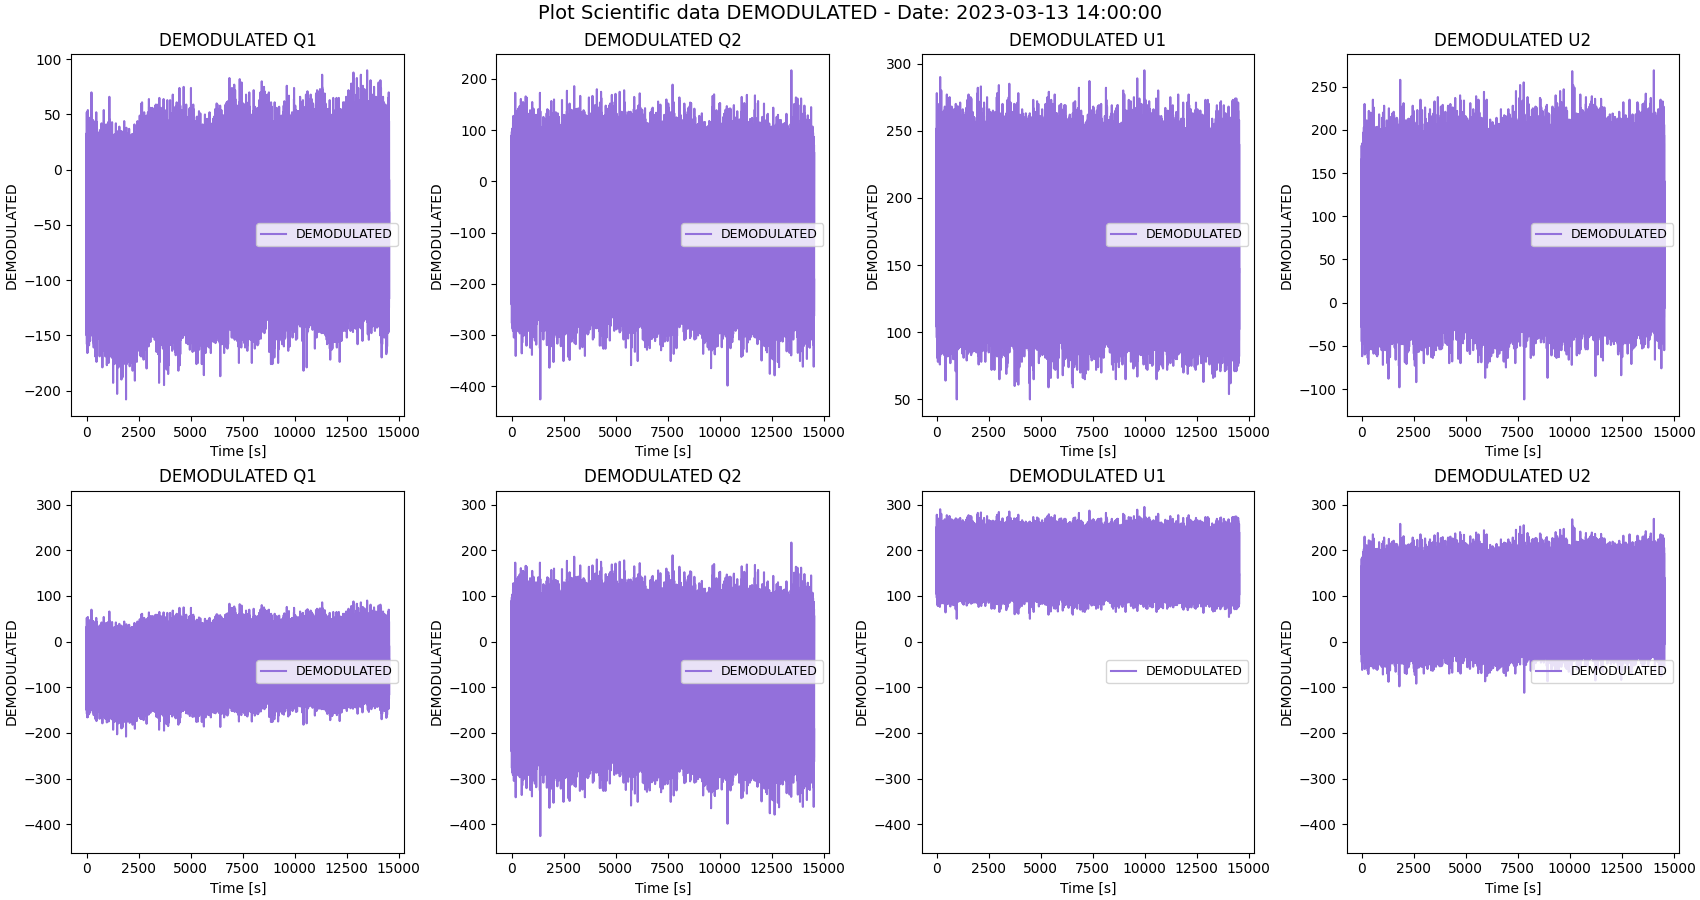 Plot Scientific data DEMODULATED - Date: 2023-03-13 14:00:00
DEMODULATED Q1
100
50
0
−50
−100
−150
−200
DEMODULATED
DEMODULATED
0 2500 5000 7500 10000 12500 15000
Time [s]
DEMODULATED Q2
200
100
0
−100
−200
−300
−400
DEMODULATED
DEMODULATED
0 2500 5000 7500 10000 12500 15000
Time [s]
DEMODULATED U1
300
250
200
150
100
50
DEMODULATED
DEMODULATED
0 2500 5000 7500 10000 12500 15000
Time [s]
DEMODULATED U2
250
200
150
100
50
0
−50
−100
DEMODULATED
DEMODULATED
0 2500 5000 7500 10000 12500 15000
Time [s]
DEMODULATED Q1
300
200
100
0
−100
−200
−300
−400
DEMODULATED
DEMODULATED
0 2500 5000 7500 10000 12500 15000
Time [s]
DEMODULATED Q2
300
200
100
0
−100
−200
−300
−400
DEMODULATED
DEMODULATED
0 2500 5000 7500 10000 12500 15000
Time [s]
DEMODULATED U1
300
200
100
0
−100
−200
−300
−400
DEMODULATED
DEMODULATED
0 2500 5000 7500 10000 12500 15000
Time [s]
DEMODULATED U2
300
200
100
0
−100
−200
−300
−400
DEMODULATED
DEMODULATED
0 2500 5000 7500 10000 12500 15000
Time [s]